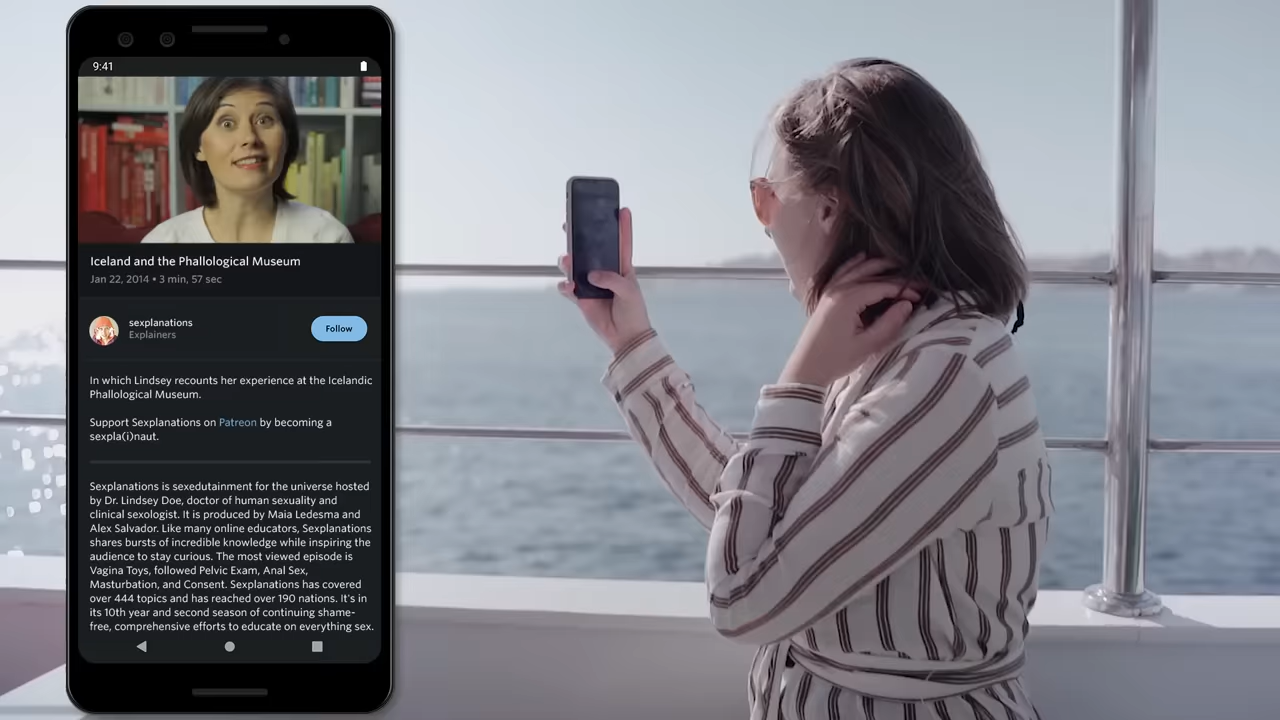 9:41
Iceland and the Phallological Museum
Jan 22, 2014 • 3 min, 57 sec
sexplanations
Explainers
Follow
In which Lindsey recounts her experience at the Icelandic
Phallological Museum.
Support Sexplanations on Patreon by becoming a
sexpla(i)naut.
Sexplanations is sexedutainment for the universe hosted
by Dr. Lindsey Doe, doctor of human sexuality and
clinical sexologist. It is produced by Maia Ledesma and
Alex Salvador. Like many online educators, Sexplanations
shares bursts of incredible knowledge while inspiring the
audience to stay curious. The most viewed episode is
Vagina Toys, followed Pelvic Exam, Anal Sex,
Masturbation, and Consent. Sexplanations has covered
over 444 topics and has reached over 190 nations. It's in
its 10th year and second season of continuing shame-
free, comprehensive efforts to educate on everything sex.